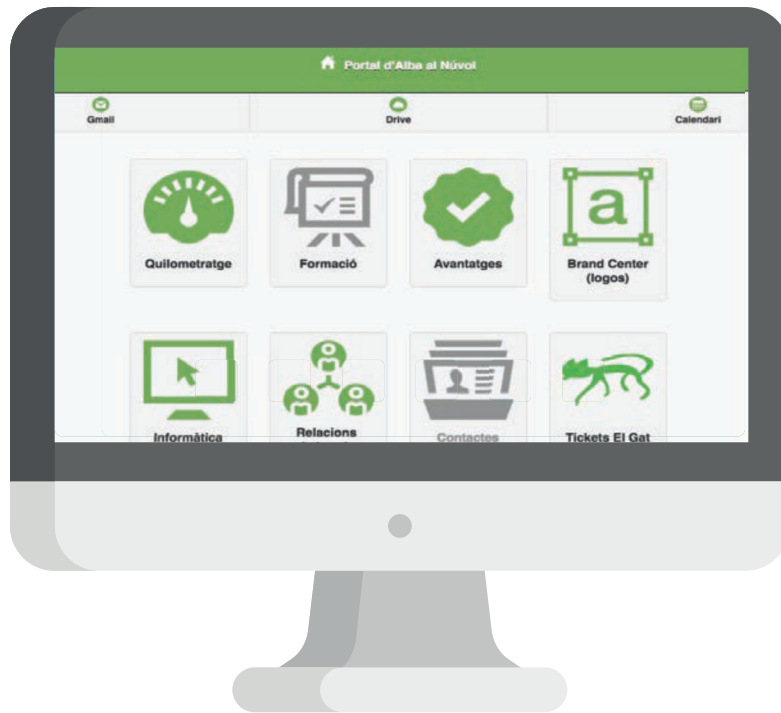 Portal d'Alba al Núvol
Gmail
Drive
Calendari
a
Quilometratge
Formació
Avantatges
Brand Center
(logos)
Informàtica
Relacions
Contactes
Tickets El Gat